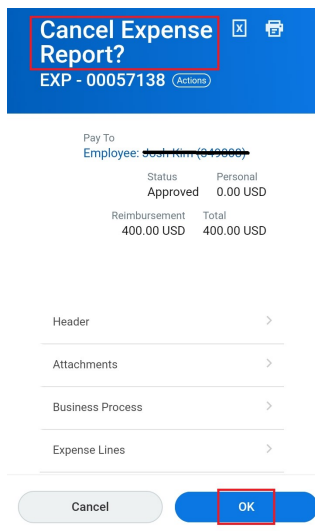 Cancel Expense
Report?
EXP - 00057138 Actions
Pay To
Employee:
Status Personal
Approved 0.00 USD
Reimbursement Total
400.00 USD 400.00 USD
Header
Attachments
Business Process
Expense Lines
Cancel OK